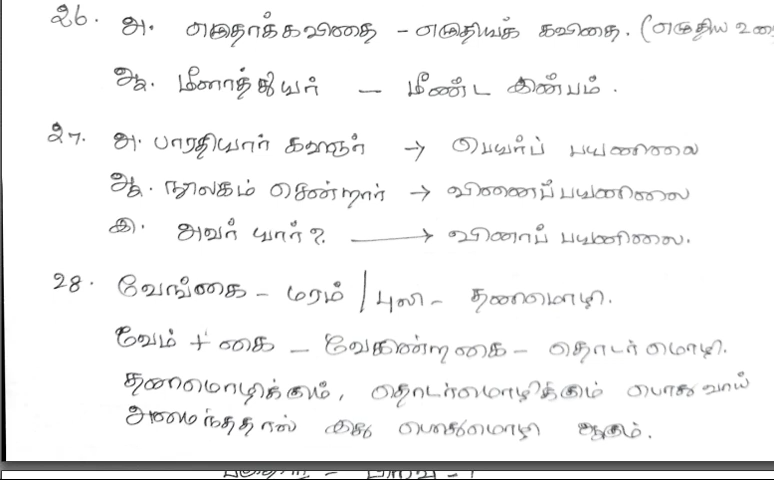 26. அ. எழுதாக்கவிதை - எழுதியக் கவிதை. (எழுதிய
ஆ. மீளாத்துயர் - மீண்ட இன்பம்.
27. அ. பாரதியார் கவிஞர் → பெயர்ப் பயனிலை
ஆ. நூலகம் சென்றார் → வினைப்பயனிலை
இ. அவர் யார்? → வினாப் பயனிலை.
28. வேங்கை - மரம் / புலி - தனிமொழி.
வேம் + கை - வேகின்ற கை - தொடர் மொழி.
தனிமொழிக்கும், தொடர்மொழிக்கும் பொதுவாய்
அமைந்ததால் இது பொதுமொழி ஆகும்.